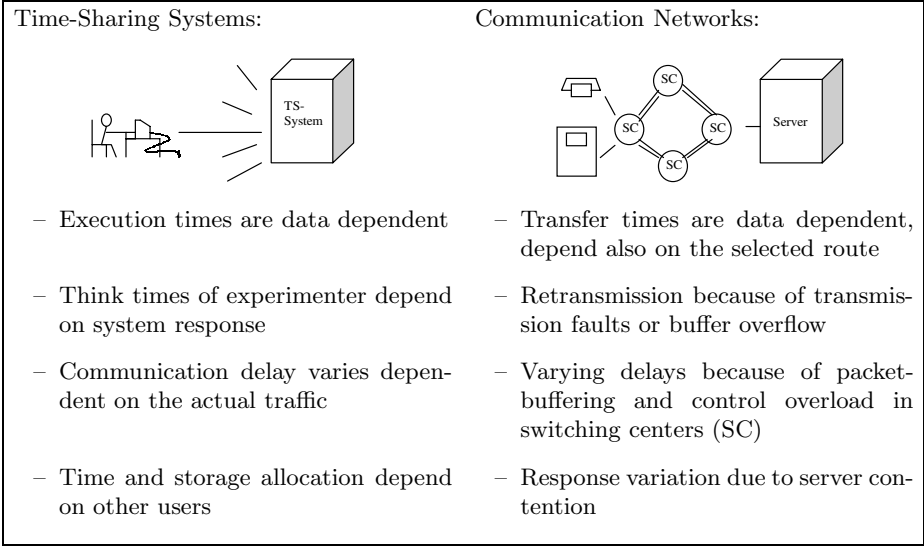 Time-Sharing Systems:
TS-
System
– Execution times are data dependent
– Think times of experimenter depend
on system response
– Communication delay varies depen-
dent on the actual traffic
– Time and storage allocation depend
on other users
Communication Networks:
SC
SC
SC
SC
Server
– Transfer times are data dependent,
depend also on the selected route
– Retransmission because of transmis-
sion faults or buffer overflow
– Varying delays because of packet-
buffering and control overload in
switching centers (SC)
– Response variation due to server con-
tention